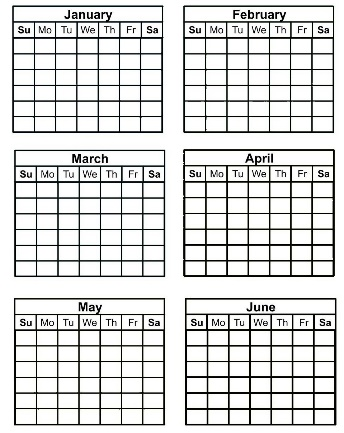 January
Su Mo Tu We Th Fr Sa
February
Su Mo Tu We Th Fr Sa
March
Su Mo Tu We Th Fr Sa
April
Su Mo Tu We Th Fr Sa
May
Su Mo Tu We Th Fr Sa
June
Su Mo Tu We Th Fr Sa